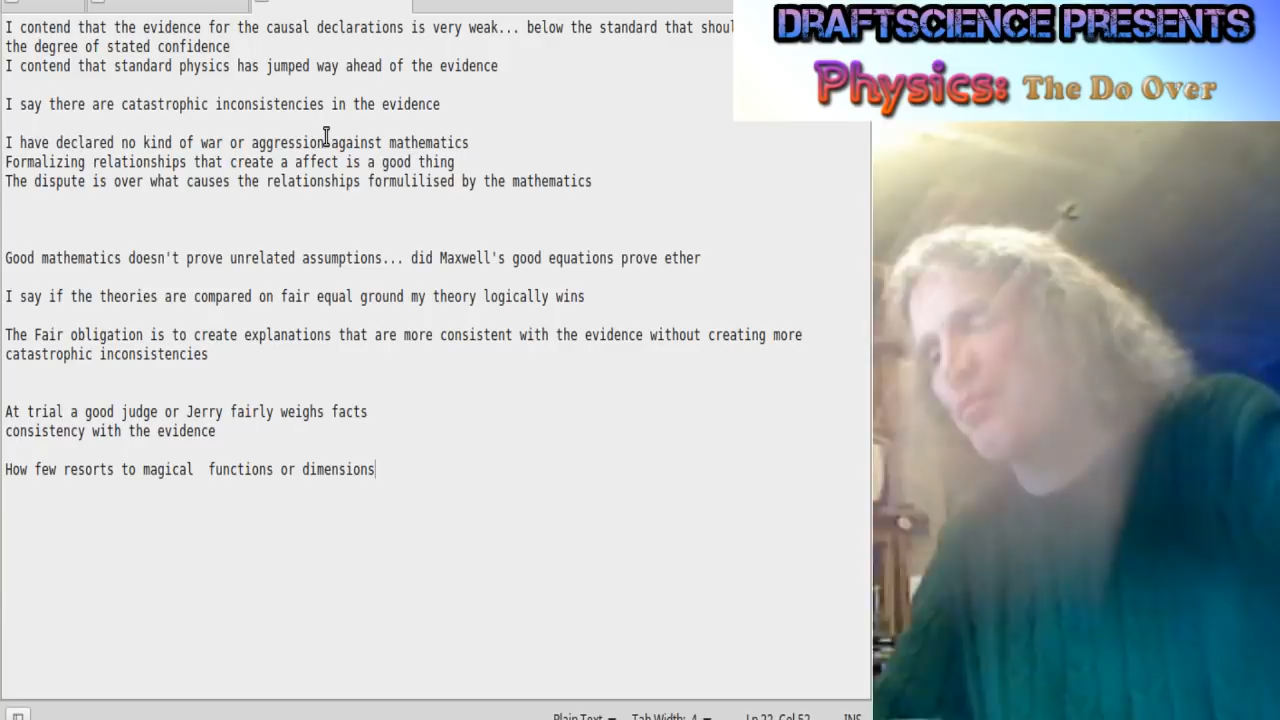 I contend that the evidence for the causal declarations is very weak... below the standard that
the degree of stated confidence
I contend that standard physics has jumped way ahead of the evidence
I say there are catastrophic inconsistencies in the evidence
I have declared no kind of war or aggression against mathematics
Formalizing relationships that create a affect is a good thing
The dispute is over what causes the relationships formulilised by the mathematics
Good mathematics doesn't prove unrelated assumptions... did Maxwell's good equations prove ether
I say if the theories are compared on fair equal ground my theory logically wins
The Fair obligation is to create explanations that are more consistent with the evidence without creating more
catastrophic inconsistencies
At trial a good judge or Jerry fairly weighs facts
consistency with the evidence
How few resorts to magical  functions or dimensions
DRAFTSCIENCE PRESENTS
Physics: The Do Over
Plain Text Tab Width: 4 Ln 22, Col 52 INS